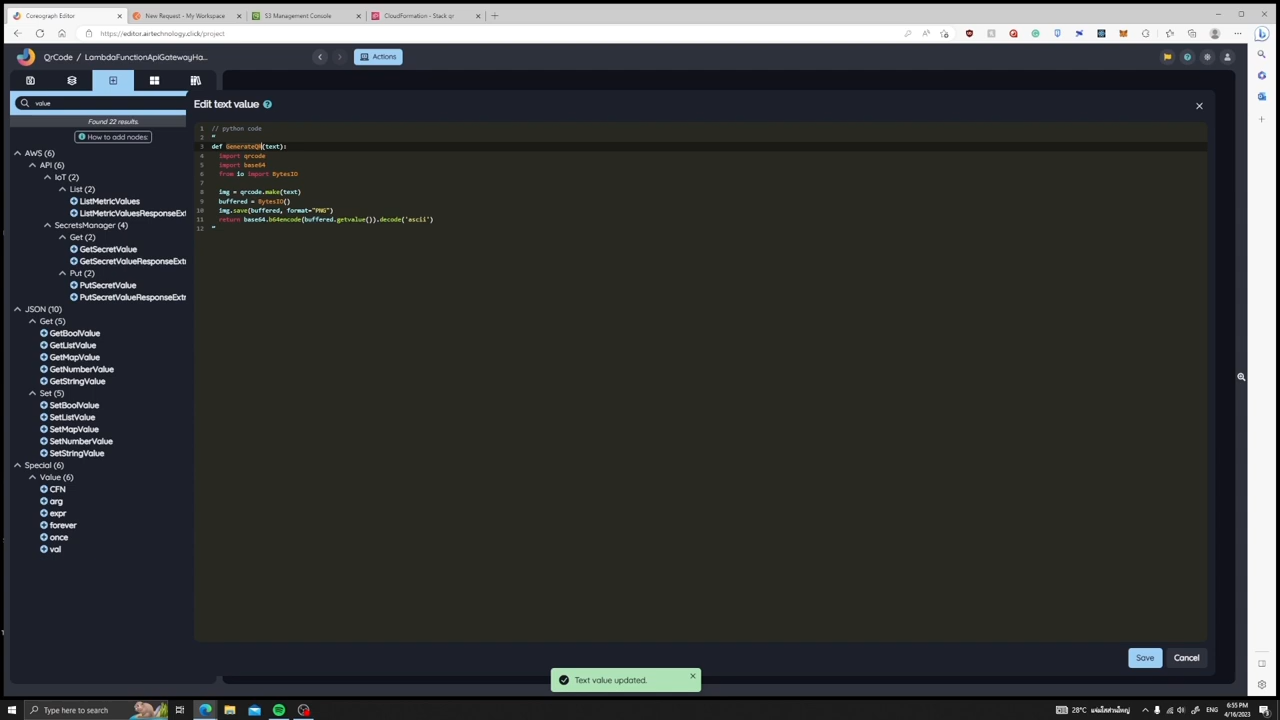 Coreograph Editor
New Request - My Workspace
S3 Management Console
CloudFormation - Stack qr
https://editor.airtechnology.click/project
QrCode / LambdaFunctionApiGatewayHa...
Actions
value
Found 22 results.
How to add nodes:
AWS (6)
API (6)
IoT (2)
List (2)
ListMetricValues
ListMetricValuesResponseExt
SecretsManager (4)
Get (2)
GetSecretValue
GetSecretValueResponseExtr
Put (2)
PutSecretValue
PutSecretValueResponseExtr
JSON (10)
Get (5)
GetBoolValue
GetListValue
GetMapValue
GetNumberValue
GetStringValue
Set (5)
SetBoolValue
SetListValue
SetMapValue
SetNumberValue
SetStringValue
Special (6)
Value (6)
CFN
arg
expr
forever
once
val
Edit text value
1 // python code
2 "
3 def GenerateQR(text):
4 import qrcode
5 import base64
6 from io import BytesIO
7
8 img = qrcode.make(text)
9 buffered = BytesIO()
10 img.save(buffered, format="PNG")
11 return base64.b64encode(buffered.getvalue()).decode('ascii')
12 "
Save
Cancel
Text value updated.
Type here to search
28°C
ENG
6:55 PM
4/16/2023